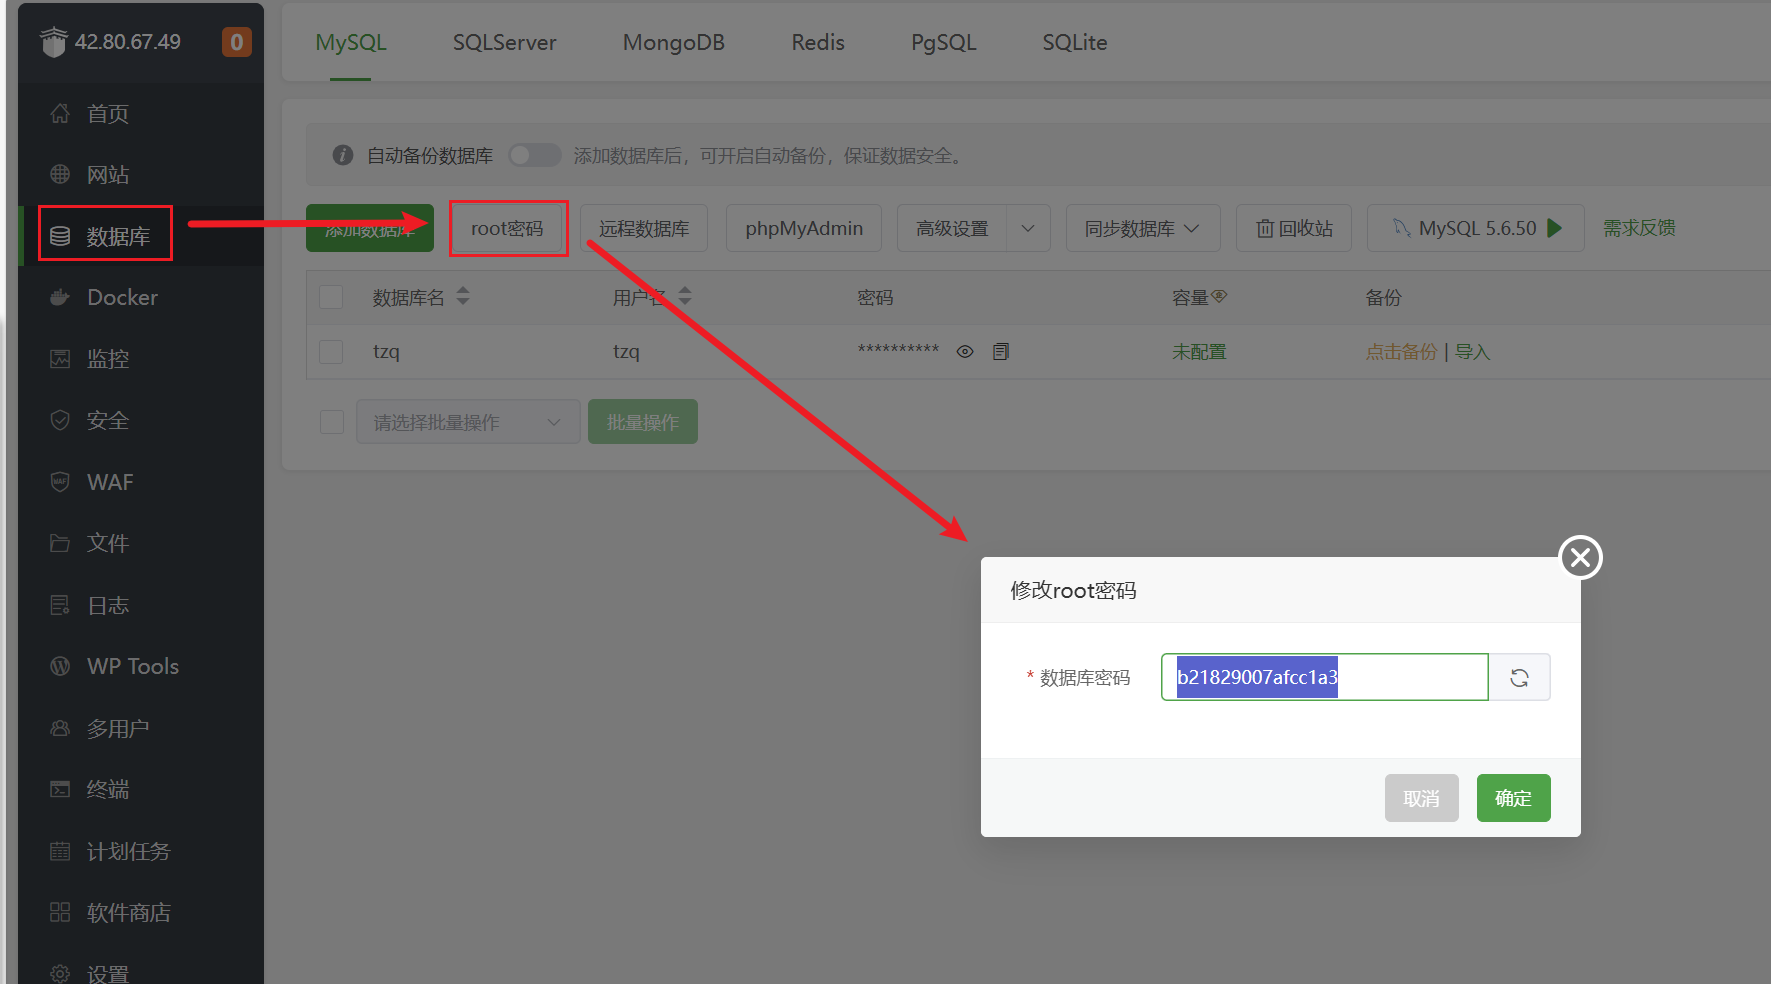 42.80.67.49
0
首页
网站
数据库
Docker
监控
安全
WAF
文件
日志
WP Tools
多用户
终端
计划任务
软件商店
设置
MySQL SQLServer MongoDB Redis PgSQL SQLite
自动备份数据库 添加数据库后，可开启自动备份，保证数据安全。
添加数据库 root密码 远程数据库 phpMyAdmin 高级设置 同步数据库 回收站 MySQL 5.6.50 需求反馈
数据库名 用户名 密码 容量 备份
tzq tzq ********** 未配置 点击备份 | 导入
请选择批量操作 批量操作
修改root密码
* 数据库密码 b21829007afcc1a3
取消 确定